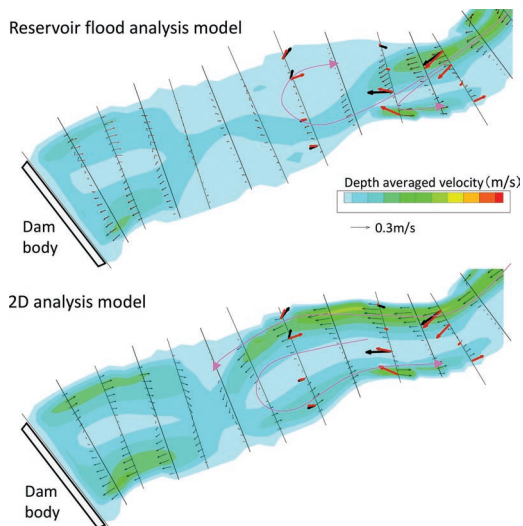 Reservoir flood analysis model
Depth averaged velocity(m/s)
0.3m/s
Dam
body
2D analysis model
Dam
body